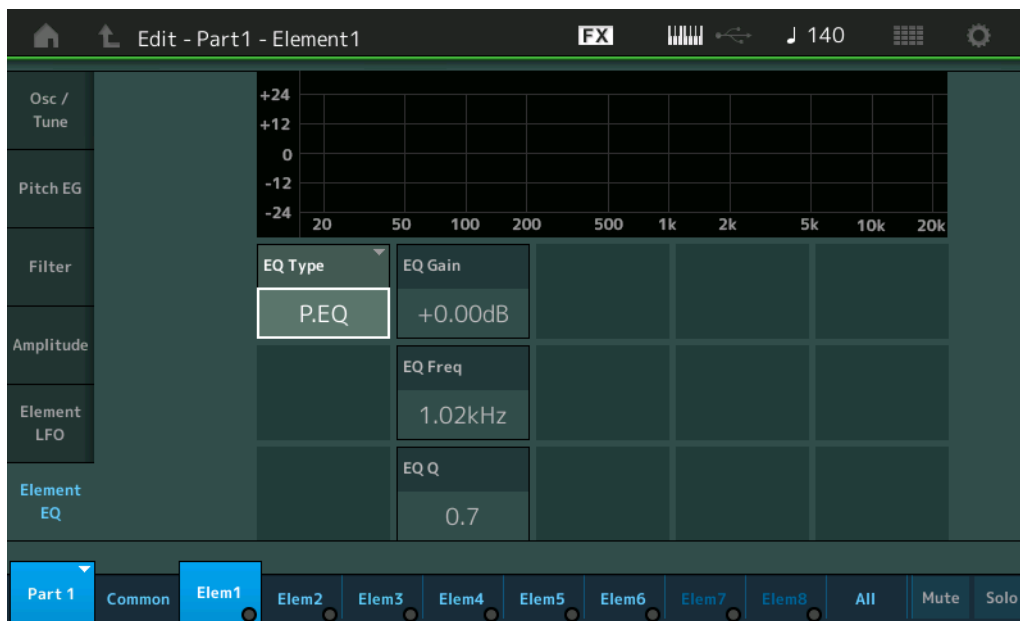 Edit - Part1 - Element1
FX
♩ 140
Osc /
Tune
Pitch EG
Filter
Amplitude
Element
LFO
Element
EQ
+24
+12
0
-12
-24
20 50 100 200 500 1k 2k 5k 10k 20k
EQ Type
P.EQ
EQ Gain
+0.00dB
EQ Freq
1.02kHz
EQ Q
0.7
Part 1 Common Elem1 Elem2 Elem3 Elem4 Elem5 Elem6 Elem7 Elem8 All Mute Solo